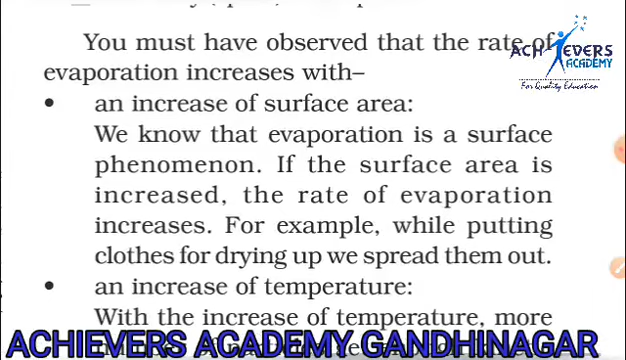 You must have observed that the rate of
evaporation increases with–
ACHIEVERS
ACADEMY
For Quality Education
• an increase of surface area:
We know that evaporation is a surface
phenomenon. If the surface area is
increased, the rate of evaporation
increases. For example, while putting
clothes for drying up we spread them out.
• an increase of temperature:
With the increase of temperature, more
ACHIEVERS ACADEMY GANDHINAGAR